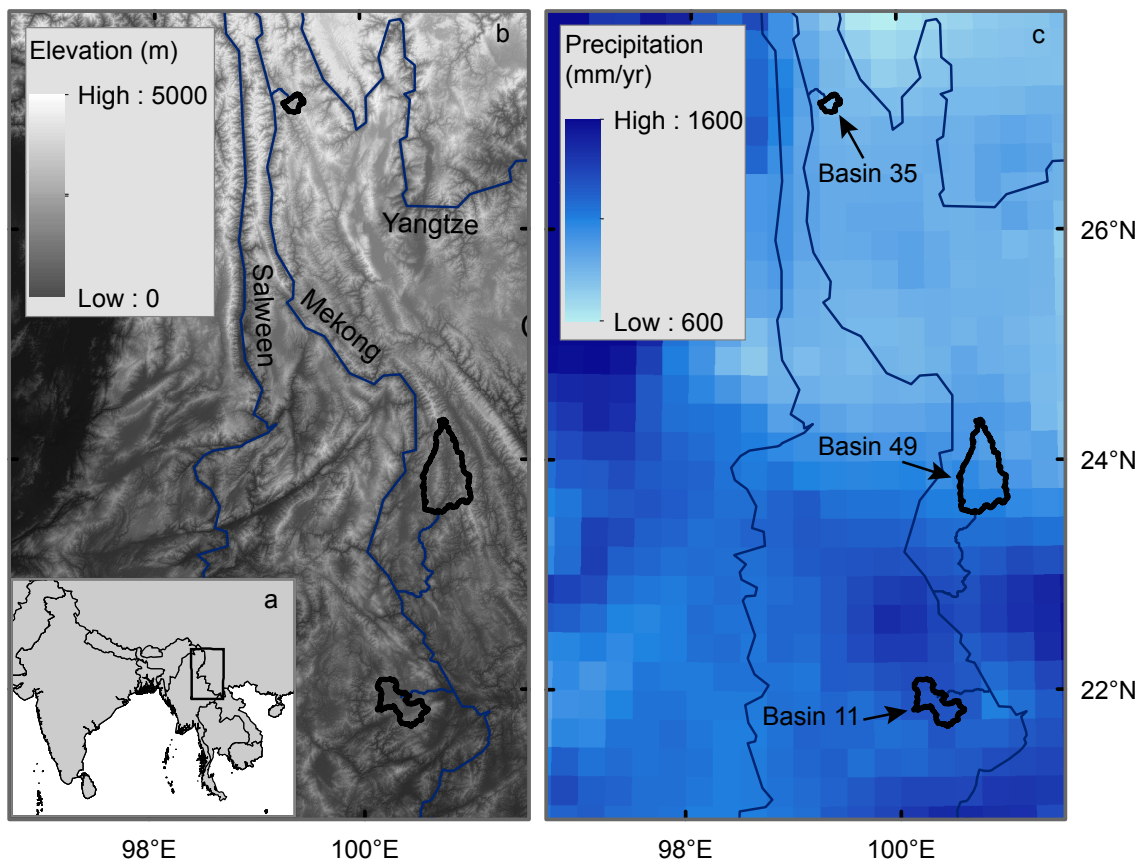 b
Elevation (m)
High : 5000
Low : 0
Yangtze
Salween
Mekong
a
98°E
100°E
c
Precipitation
(mm/yr)
High : 1600
Low : 600
Basin 35
Basin 49
Basin 11
26°N
24°N
22°N
98°E
100°E